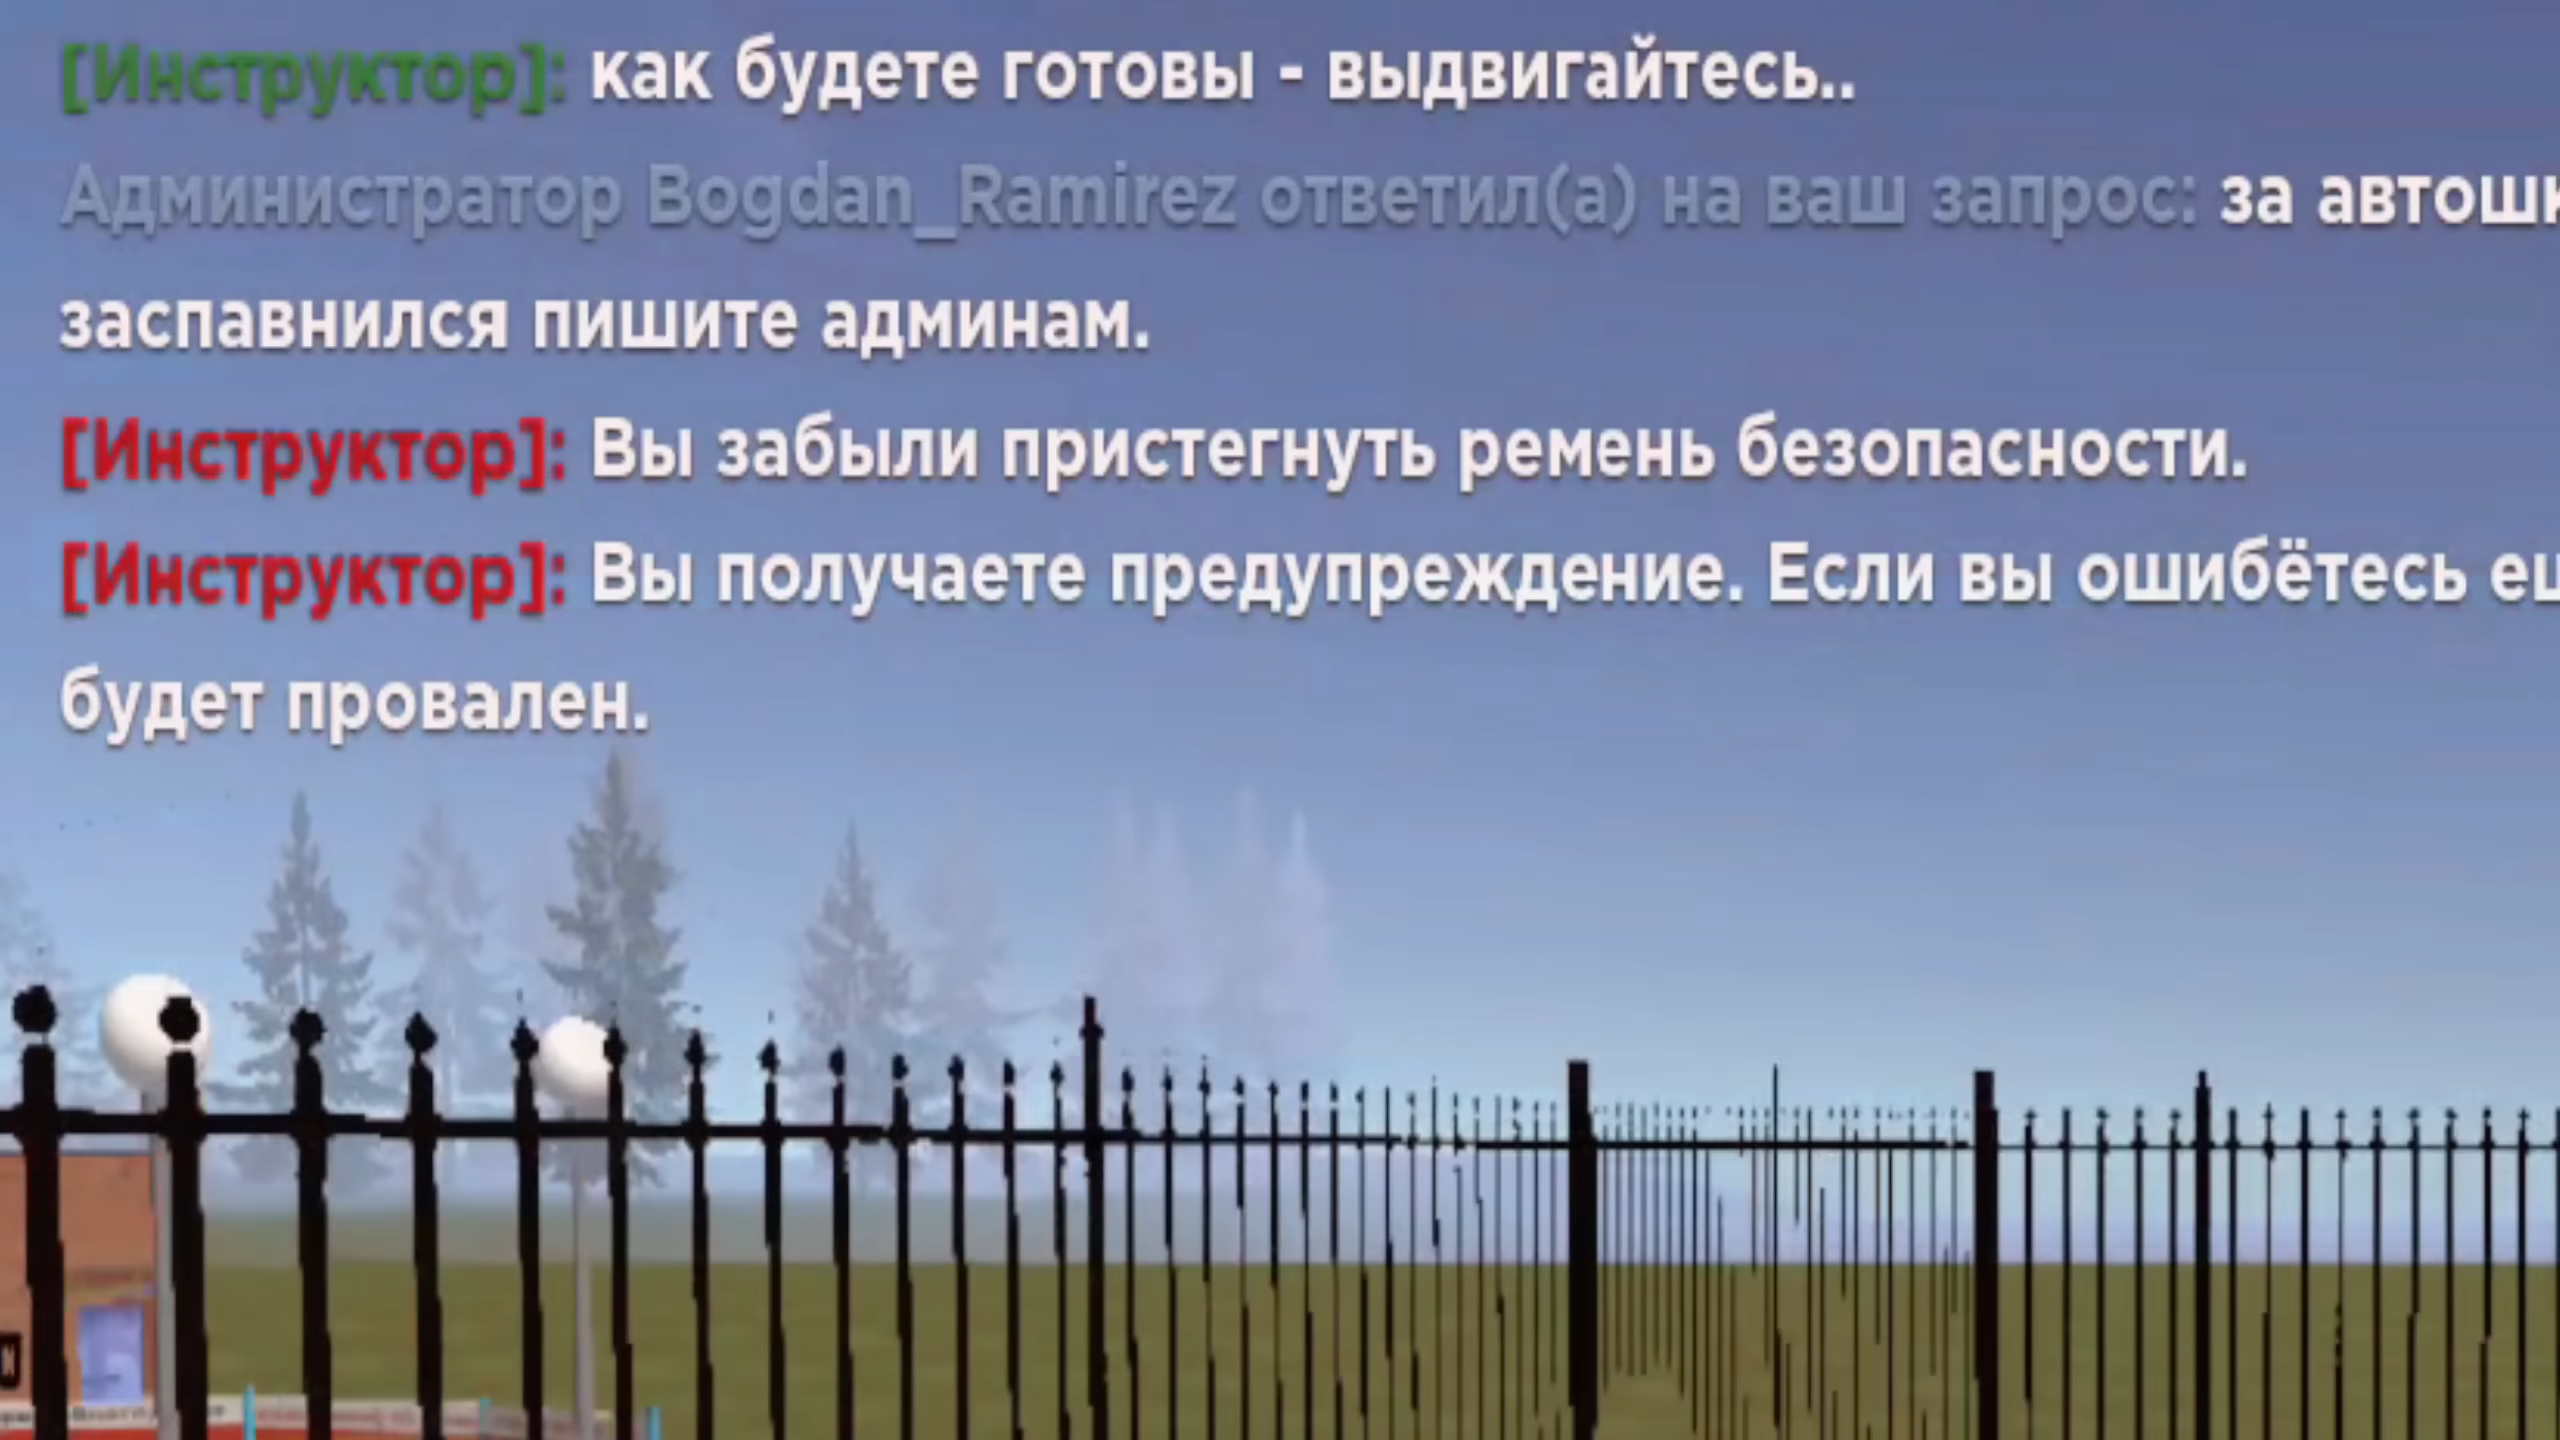 [Инструктор]: как будете готовы - выдвигайтесь..
Администратор Bogdan_Ramirez ответил(а) на ваш запрос: за
заспавнился пишите админам.
[Инструктор]: Вы забыли пристегнуть ремень безопасности.
[Инструктор]: Вы получаете предупреждение. Если вы ошибётесь
будет провален.